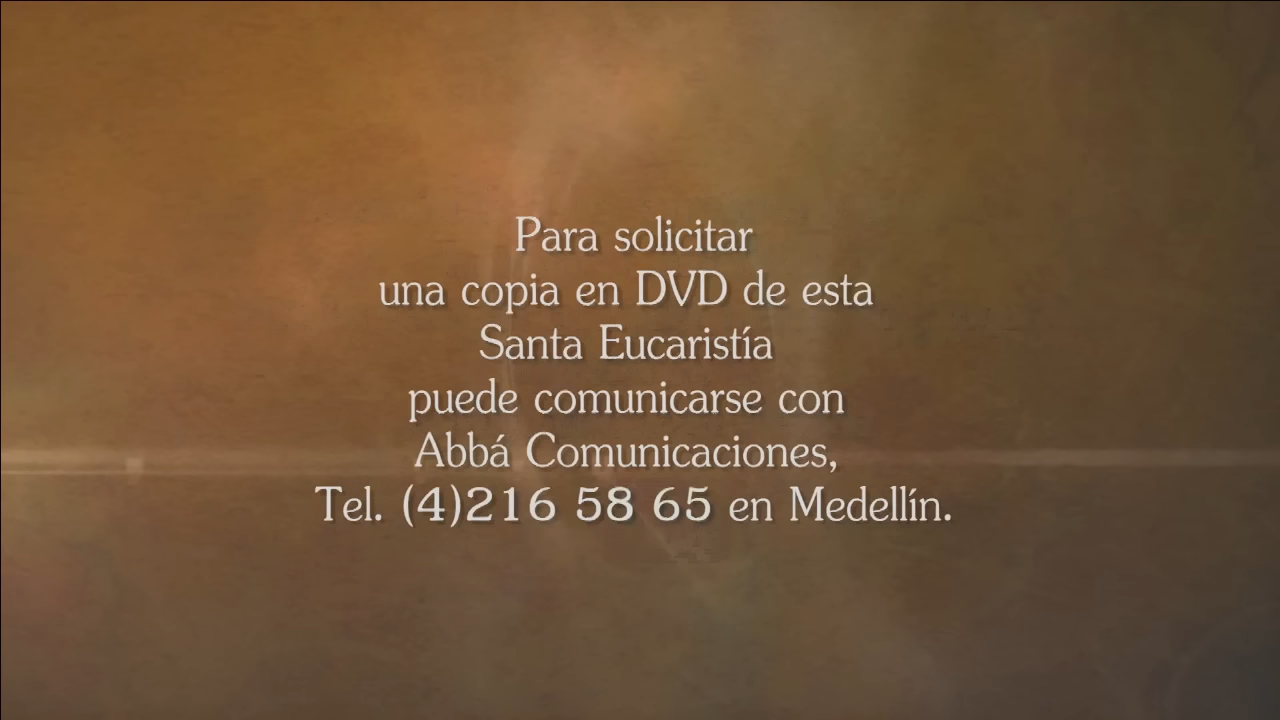 Para solicitar
una copia en DVD de esta
Santa Eucaristía
puede comunicarse con
Abbá Comunicaciones,
Tel. (4)216 58 65 en Medellín.